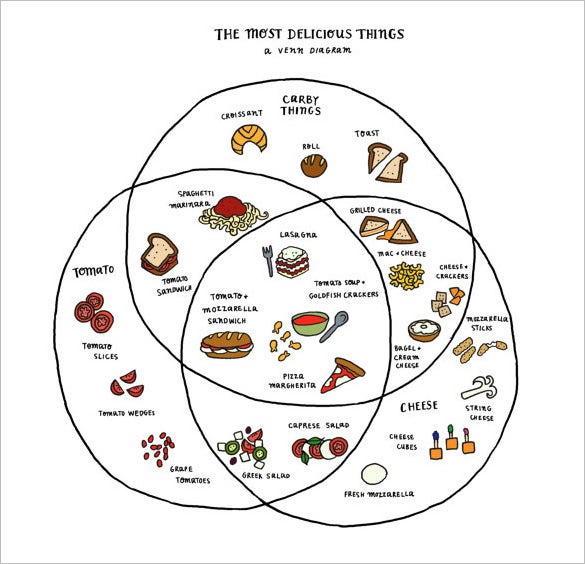 THE MOST DELICIOUS THINGS
a VENN DIAGRAM
CARBY
THINGS
CROISSANT
ROLL
TOAST
SPAGHETTI
MARINARA
TOMATO
SANDWICH
GRILLED CHEESE
MAC + CHEESE
CHEESE +
CRACKERS
BAGEL +
CREAM
CHEESE
LASAGNA
TOMATO SOUP +
GOLDFISH CRACKERS
TOMATO +
MOZZARELLA
SANDWICH
PIZZA
MARGHERITA
TOMATO
TOMATO
SLICES
TOMATO WEDGES
GRAPE
TOMATOES
CAPRESE SALAD
GREEK SALAD
CHEESE
MOZZARELLA
STICKS
STRING
CHEESE
CHEESE
CUBES
FRESH MOZZARELLA